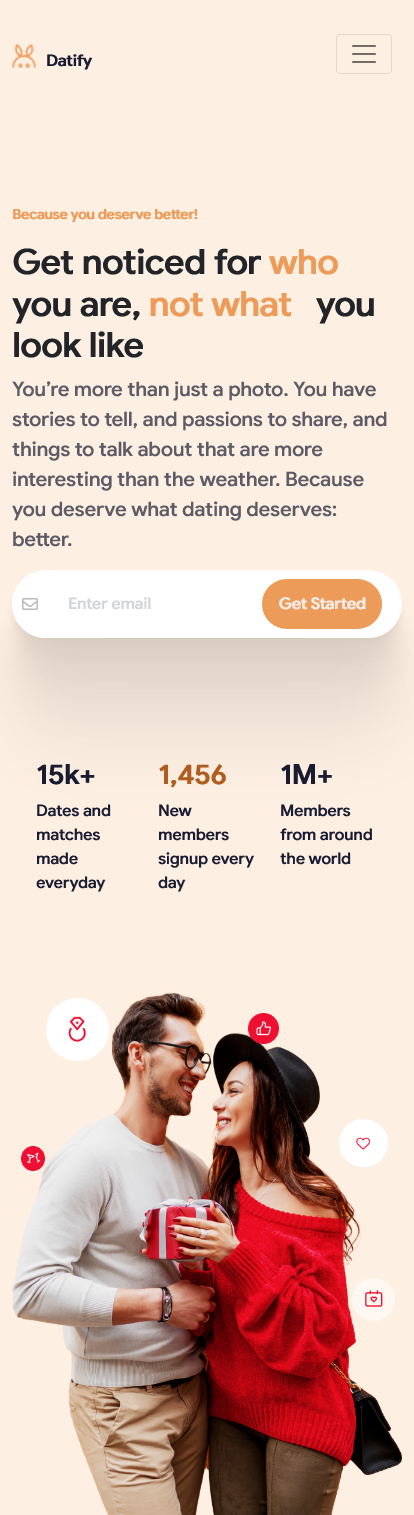 Datify
Because you deserve better!
Get noticed for who
you are, not what you
look like
You’re more than just a photo. You have
stories to tell, and passions to share, and
things to talk about that are more
interesting than the weather. Because
you deserve what dating deserves:
better.
Enter email
Get Started
15k+
Dates and
matches
made
everyday
1,456
New
members
signup every
day
1M+
Members
from around
the world